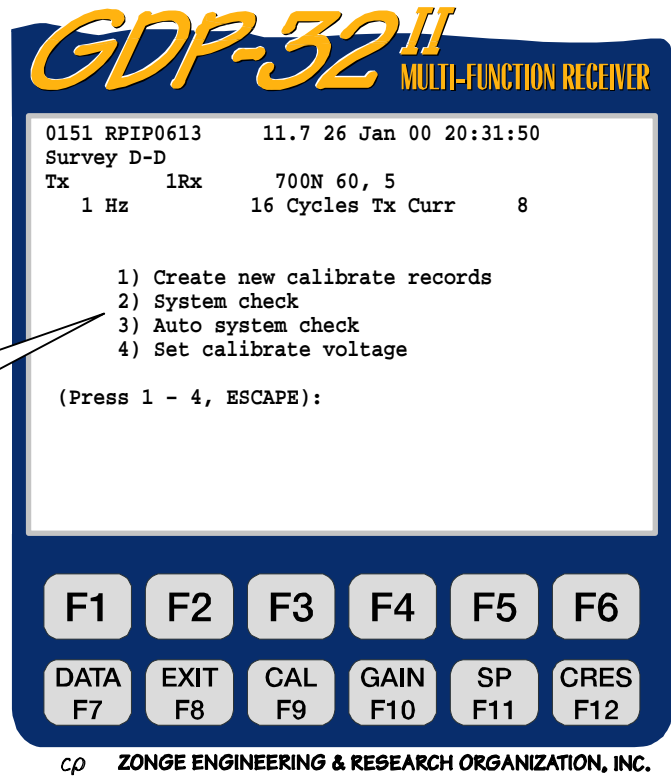 GDP-32 II
MULTI-FUNCTION RECEIVER
0151 RPIP0613 11.7 26 Jan 00 20:31:50
Survey D-D
Tx 1Rx 700N 60, 5
1 Hz 16 Cycles Tx Curr 8
1) Create new calibrate records
2) System check
3) Auto system check
4) Set calibrate voltage
(Press 1 - 4, ESCAPE):
F1 F2 F3 F4 F5 F6
DATA EXIT CAL GAIN SP CRES
F7 F8 F9 F10 F11 F12
cρ ZONGE ENGINEERING & RESEARCH ORGANIZATION, INC.